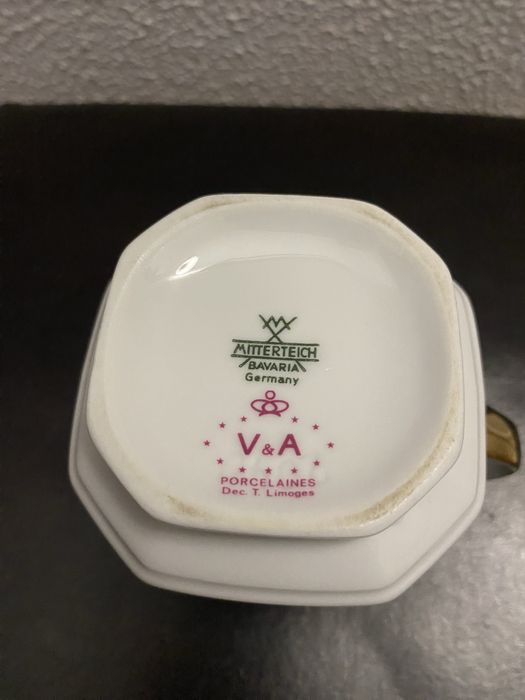 MITTERTEICH
BAVARIA
Germany
V & A
PORCELAINES
Dec. T. Limoges